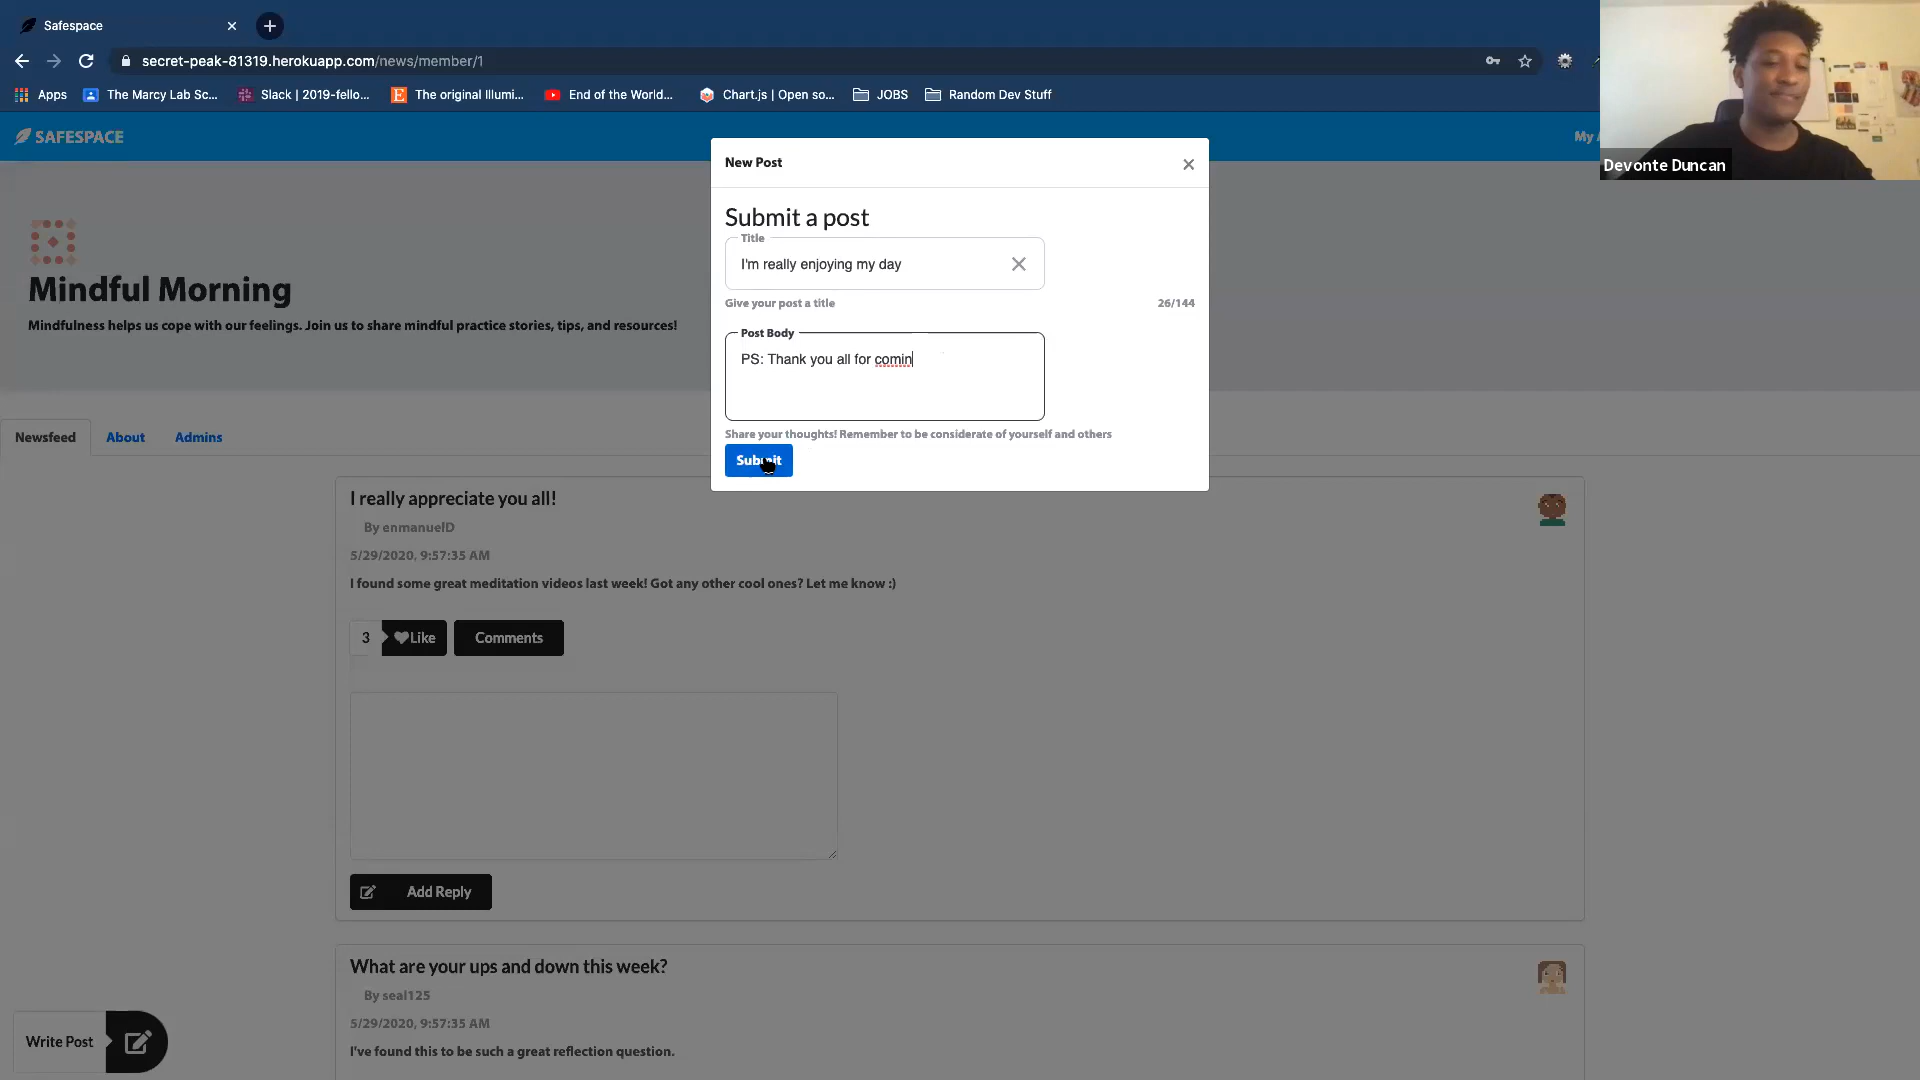 Safespace
secret-peak-81319.herokuapp.com/news/member/1
Apps
The Marcy Lab Sc...
Slack | 2019-fello...
The original Illumi...
End of the World...
Chart.js | Open so...
JOBS
Random Dev Stuff
SAFESPACE
My
Devonte Duncan
New Post
Submit a post
Title
I'm really enjoying my day
Give your post a title
26/144
Post Body
PS: Thank you all for comin
Share your thoughts! Remember to be considerate of yourself and others
Submit
Mindful Morning
Mindfulness helps us cope with our feelings. Join us to share mindful practice stories, tips, and resources!
Newsfeed
About
Admins
I really appreciate you all!
By enmanuelD
5/29/2020, 9:57:35 AM
I found some great meditation videos last week! Got any other cool ones? Let me know :)
3
Like
Comments
Add Reply
What are your ups and down this week?
By seal125
5/29/2020, 9:57:35 AM
I've found this to be such a great reflection question.
Write Post